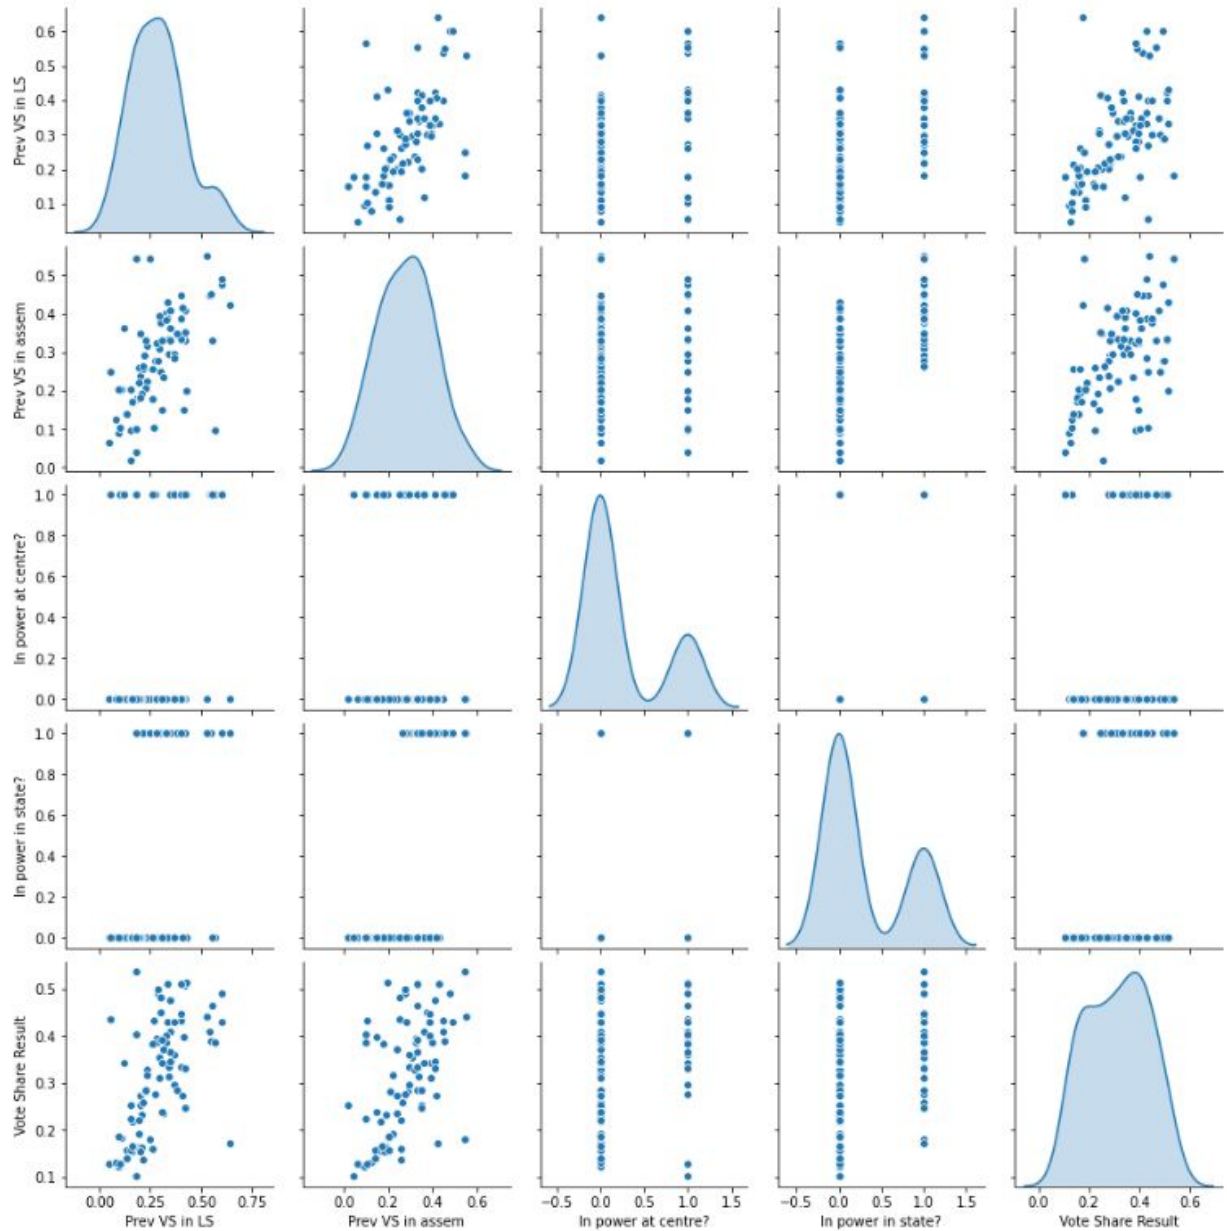 Prev VS in LS
0.6
0.5
0.4
0.3
0.2
0.1
Prev VS in assem
0.5
0.4
0.3
0.2
0.1
0.0
In power at centre?
1.0
0.8
0.6
0.4
0.2
0.0
In power in state?
1.0
0.8
0.6
0.4
0.2
0.0
Vote Share Result
0.5
0.4
0.3
0.2
0.1
0.00 0.25 0.50 0.75
Prev VS in LS
0.0 0.2 0.4 0.6
Prev VS in assem
−0.5 0.0 0.5 1.0 1.5
In power at centre?
−0.5 0.0 0.5 1.0 1.5
In power in state?
0.0 0.2 0.4 0.6
Vote Share Result